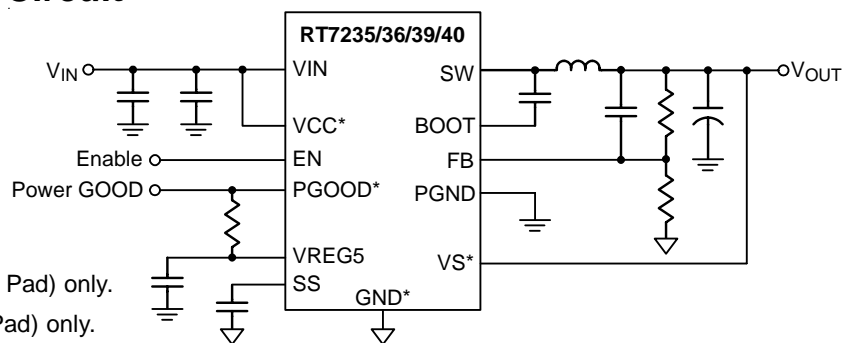 RT7235/36/39/40
VIN
VIN
SW
VOUT
VCC*
BOOT
Enable
EN
FB
Power GOOD
PGOOD*
PGND
VREG5
VS*
Pad) only.
SS
GND*
Pad) only.